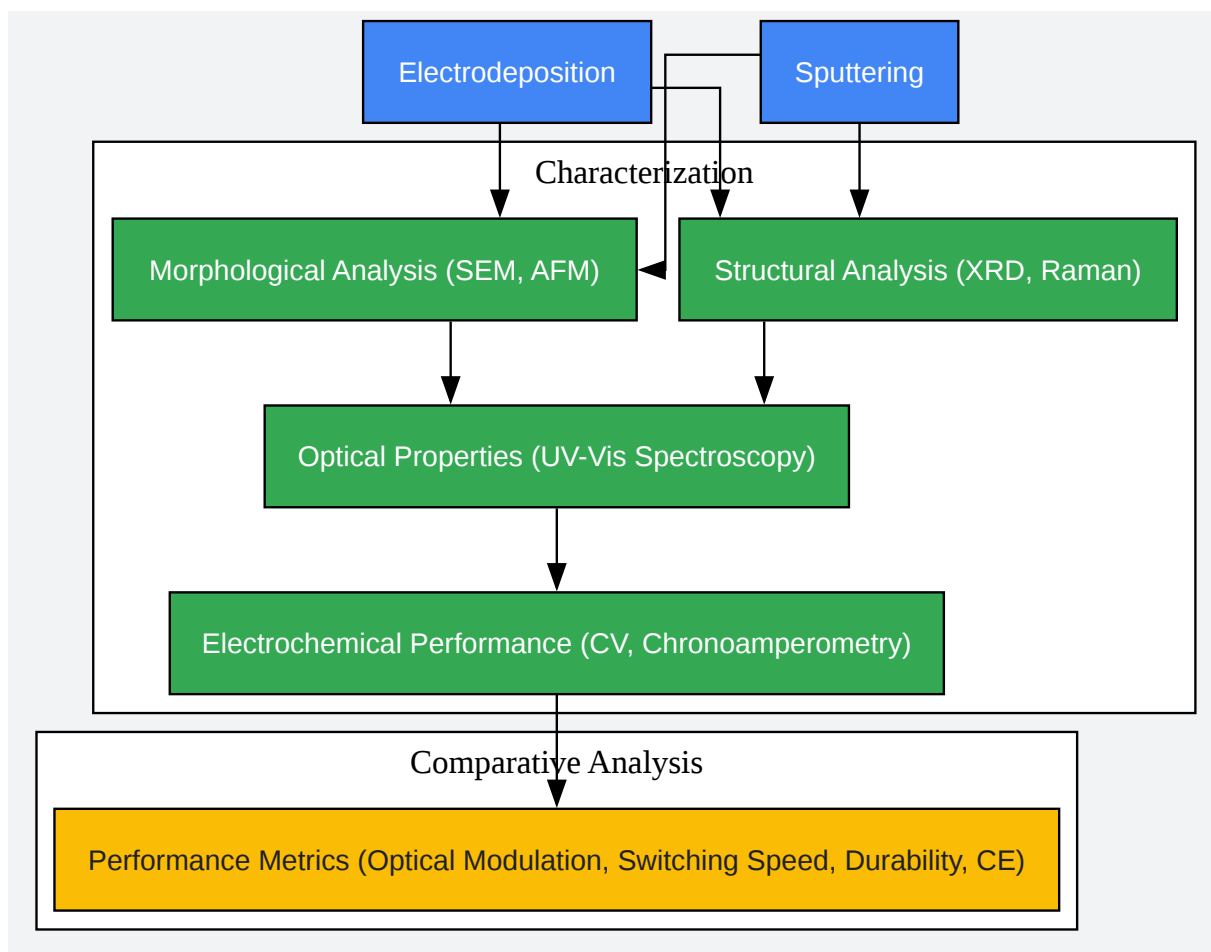 Electrodeposition
Sputtering
Characterization
Morphological Analysis (SEM, AFM)
Structural Analysis (XRD, Raman)
Optical Properties (UV-Vis Spectroscopy)
Electrochemical Performance (CV, Chronoamperometry)
Comparative Analysis
Performance Metrics (Optical Modulation, Switching Speed, Durability, CE)